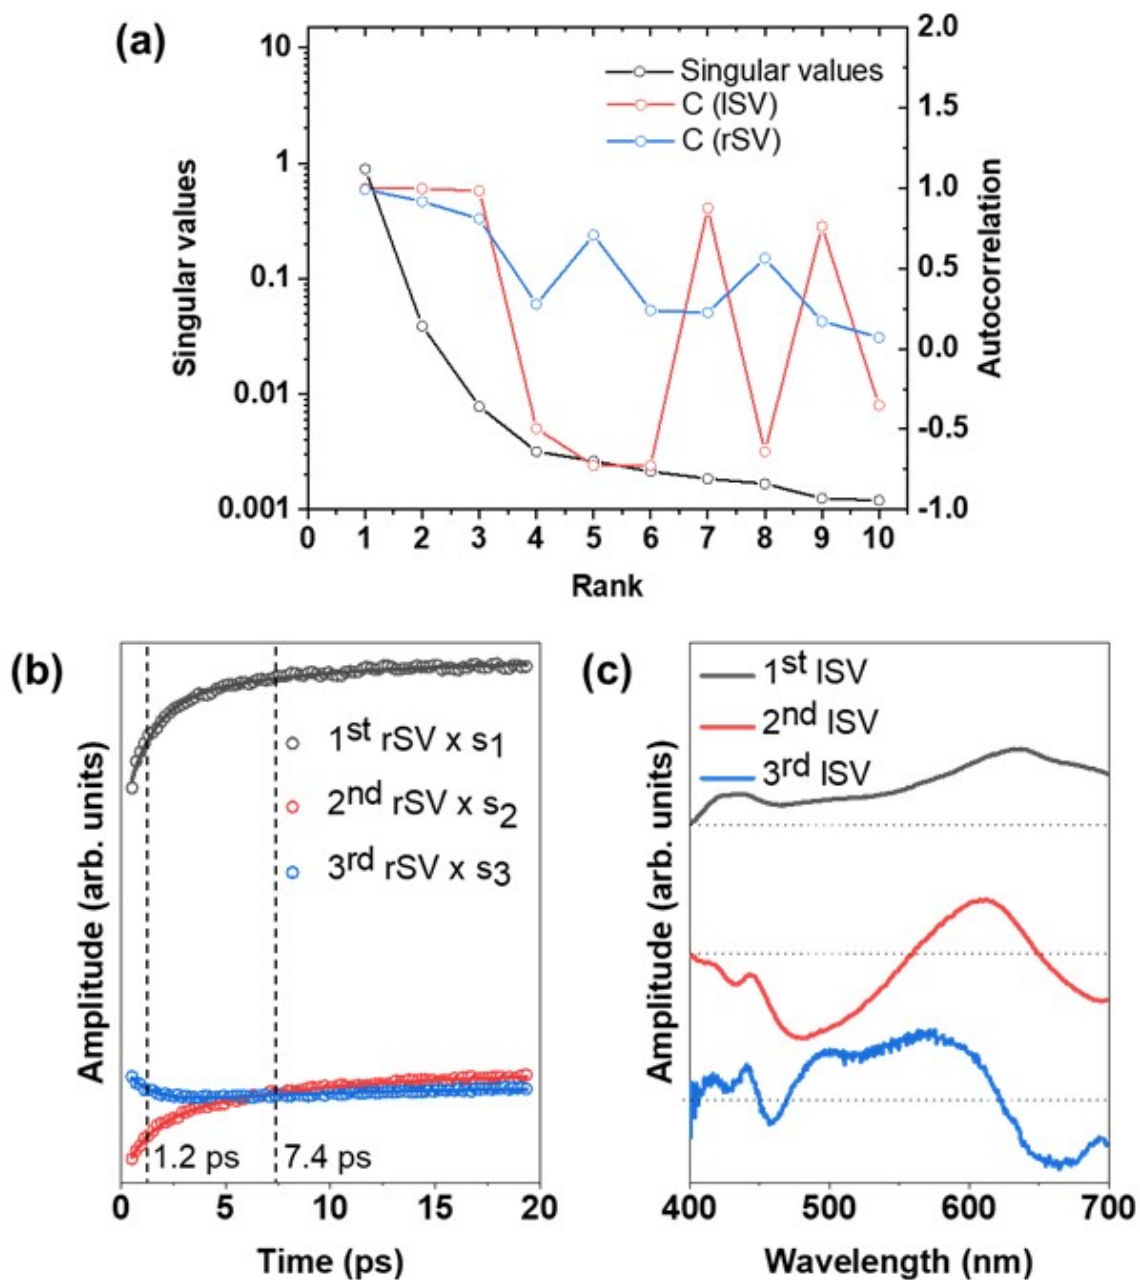 (a)
10
1
0.1
0.01
0.001
Singular values
2.0
1.5
1.0
0.5
0.0
-0.5
-1.0
Autocorrelation
Singular values
C (lSV)
C (rSV)
0 1 2 3 4 5 6 7 8 9 10
Rank
(b)
Amplitude (arb. units)
1st rSV x s1
2nd rSV x s2
3rd rSV x s3
1.2 ps 7.4 ps
0 5 10 15 20
Time (ps)
(c)
Amplitude (arb. units)
1st lSV
2nd lSV
3rd lSV
400 500 600 700
Wavelength (nm)